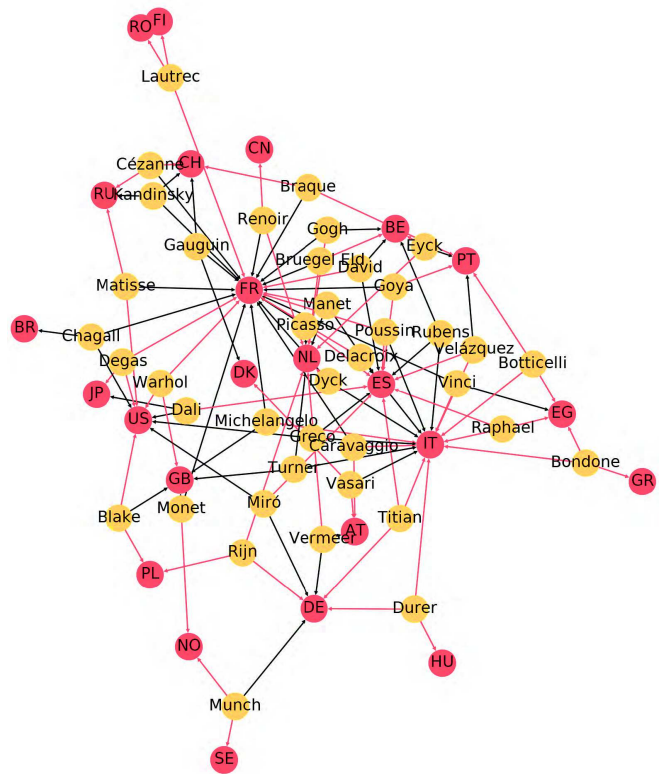 RO
FI
Lautrec
CN
Cézanne
CH
RU
Kandinsky
Braque
Renoir
Gogh
BE
Gauguin
Eyck
Bruegel Eld
David
PT
Matisse
FR
Goya
Manet
BR
Chagall
Picasso
Poussin
Rubens
Velázquez
Degas
NL
Delacroix
Botticelli
DK
Warhol
Dyck
ES
Vinci
JP
Dali
US
Michelangelo
EG
Greco
Caravaggio
IT
Raphael
Turner
Bondone
GB
Vasari
GR
Monet
Miró
Blake
Titian
Vermeer
AT
Rijn
PL
DE
Durer
NO
HU
Munch
SE